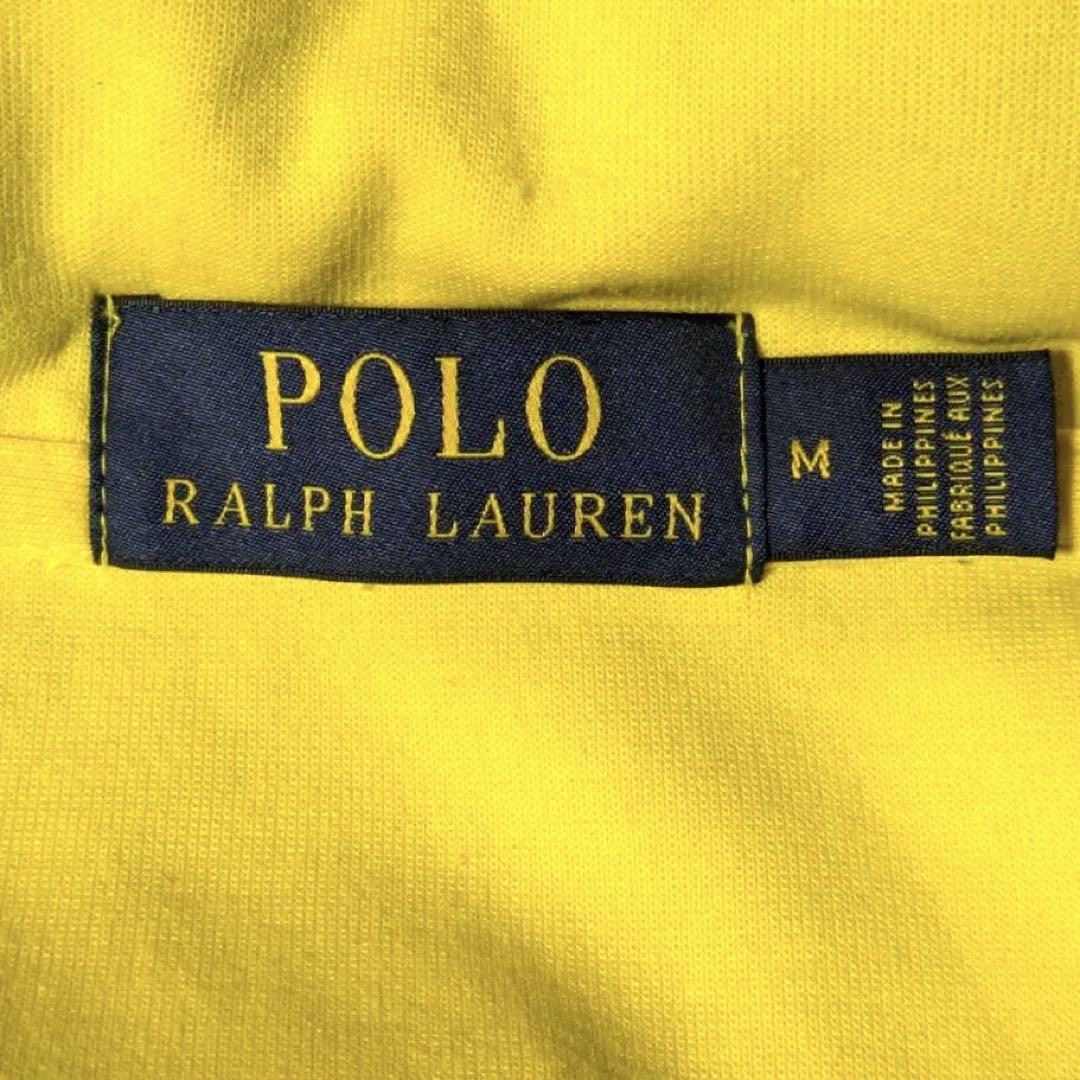 POLO
RALPH LAUREN
M
MADE IN
PHILIPPINES
FABRIQUÉ AUX
PHILIPPINES